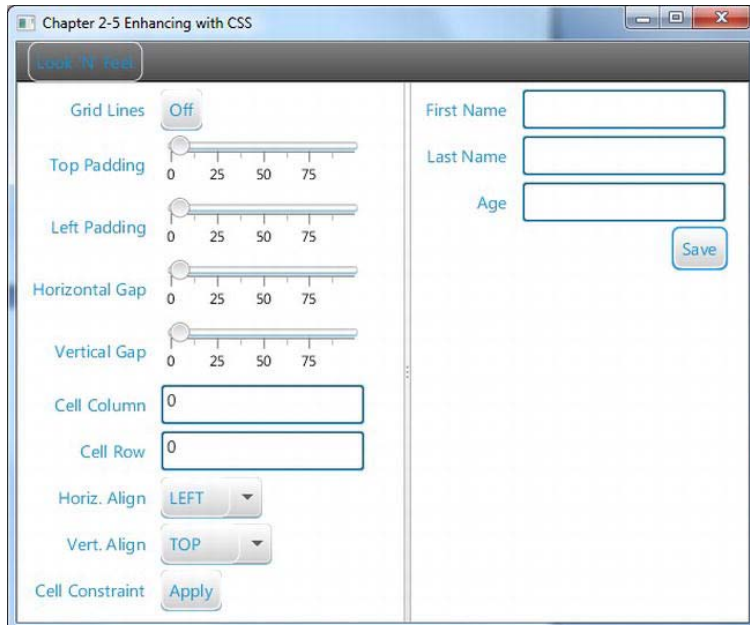 Chapter 2-5 Enhancing with CSS
Look 'N' Feel
Grid Lines Off
Top Padding
0 25 50 75
Left Padding
0 25 50 75
Horizontal Gap
0 25 50 75
Vertical Gap
0 25 50 75
Cell Column 0
Cell Row 0
Horiz. Align LEFT
Vert. Align TOP
Cell Constraint Apply
First Name
Last Name
Age
Save